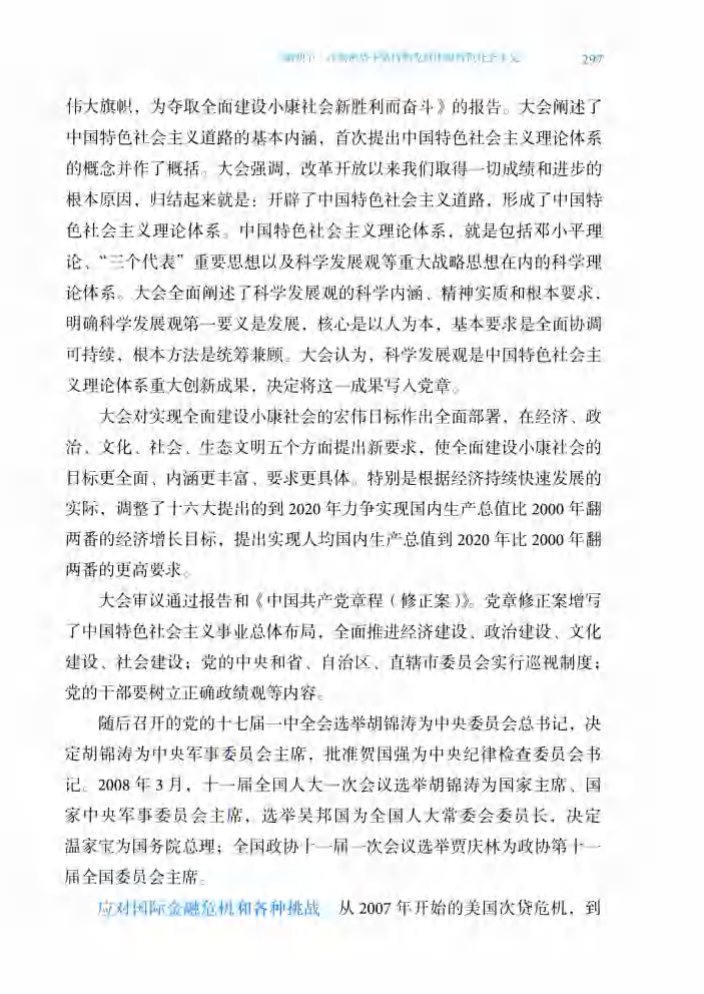 297
伟大旗帜，为夺取全面建设小康社会新胜利而奋斗》的报告。大会阐述了
中国特色社会主义道路的基本内涵，首次提出中国特色社会主义理论体系
的概念并作了概括。大会强调，改革开放以来我们取得一切成绩和进步的
根本原因，归结起来就是：开辟了中国特色社会主义道路，形成了中国特
色社会主义理论体系。中国特色社会主义理论体系，就是包括邓小平理
论、“三个代表”重要思想以及科学发展观等重大战略思想在内的科学理
论体系。大会全面阐述了科学发展观的科学内涵、精神实质和根本要求，
明确科学发展观第一要义是发展，核心是以人为本，基本要求是全面协调
可持续，根本方法是统筹兼顾。大会认为，科学发展观是中国特色社会主
义理论体系重大创新成果，决定将这一成果写入党章。
大会对实现全面建设小康社会的宏伟目标作出全面部署，在经济、政
治、文化、社会、生态文明五个方面提出新要求，使全面建设小康社会的
目标更全面、内涵更丰富、要求更具体。特别是根据经济持续快速发展的
实际，调整了十六大提出的到 2020 年力争实现国内生产总值比 2000 年翻
两番的经济增长目标，提出实现人均国内生产总值到 2020 年比 2000 年翻
两番的更高要求。
大会审议通过报告和《中国共产党章程（修正案）》。党章修正案增写
了中国特色社会主义事业总体布局，全面推进经济建设、政治建设、文化
建设、社会建设；党的中央和省、自治区、直辖市委员会实行巡视制度；
党的干部要树立正确政绩观等内容。
随后召开的党的十七届一中全会选举胡锦涛为中央委员会总书记，决
定胡锦涛为中央军事委员会主席，批准贺国强为中央纪律检查委员会书
记。2008 年 3 月，十一届全国人大一次会议选举胡锦涛为国家主席、国
家中央军事委员会主席，选举吴邦国为全国人大常委会委员长，决定
温家宝为国务院总理；全国政协十一届一次会议选举贾庆林为政协第十一
届全国委员会主席。
应对国际金融危机和各种挑战 从 2007 年开始的美国次贷危机，到